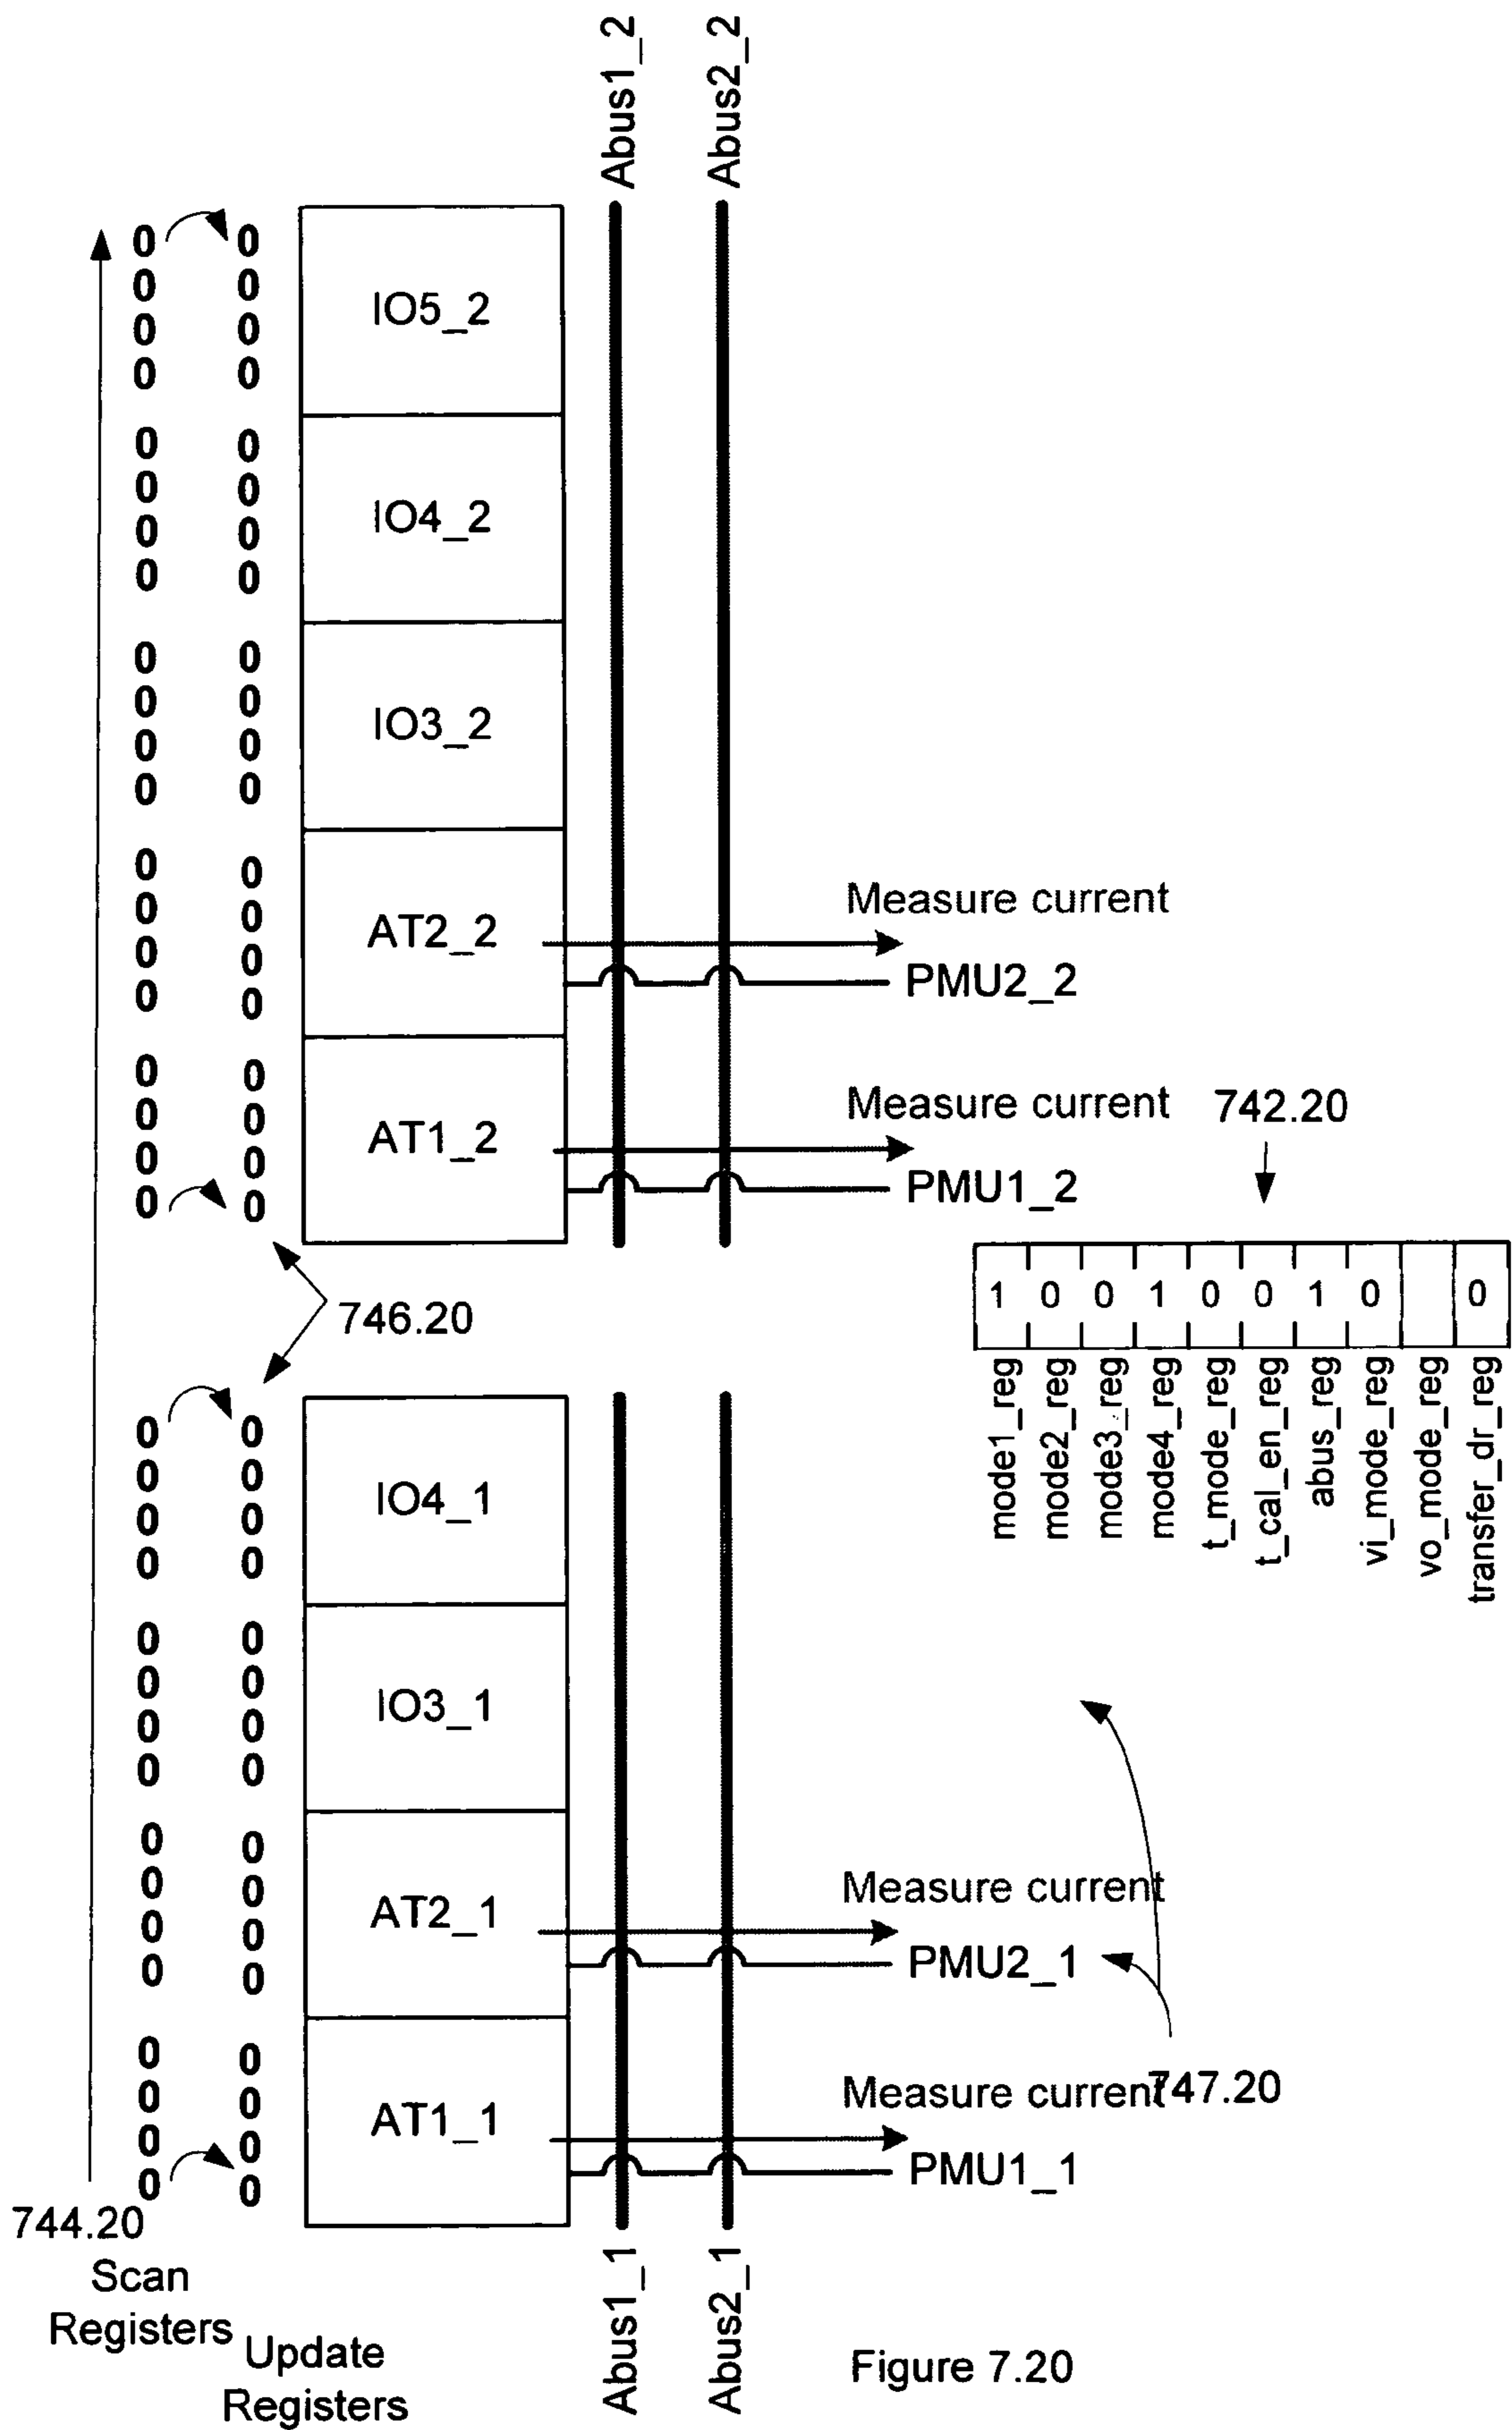 Abus1_2
Abus2_2
0 0
0 0
0 0
0 0
IO5_2
0 0
0 0
0 0
0 0
IO4_2
0 0
0 0
0 0
0 0
IO3_2
0 0
0 0
0 0
0 0
AT2_2
Measure current
PMU2_2
0 0
0 0
0 0
0 0
AT1_2
Measure current
PMU1_2
742.20
1 0 0 1 0 0 1 0 0
mode1_reg
mode2_reg
mode3_reg
mode4_reg
t_mode_reg
t_cal_en_reg
abus_reg
vi_mode_reg
vo_mode_reg
transfer_dr_reg
746.20
0 0
0 0
0 0
0 0
IO4_1
0 0
0 0
0 0
0 0
IO3_1
0 0
0 0
0 0
0 0
AT2_1
Measure current
PMU2_1
0 0
0 0
0 0
0 0
AT1_1
Measure current
747.20
PMU1_1
744.20
Scan
Registers
Update
Registers
Abus1_1
Abus2_1
Figure 7.20